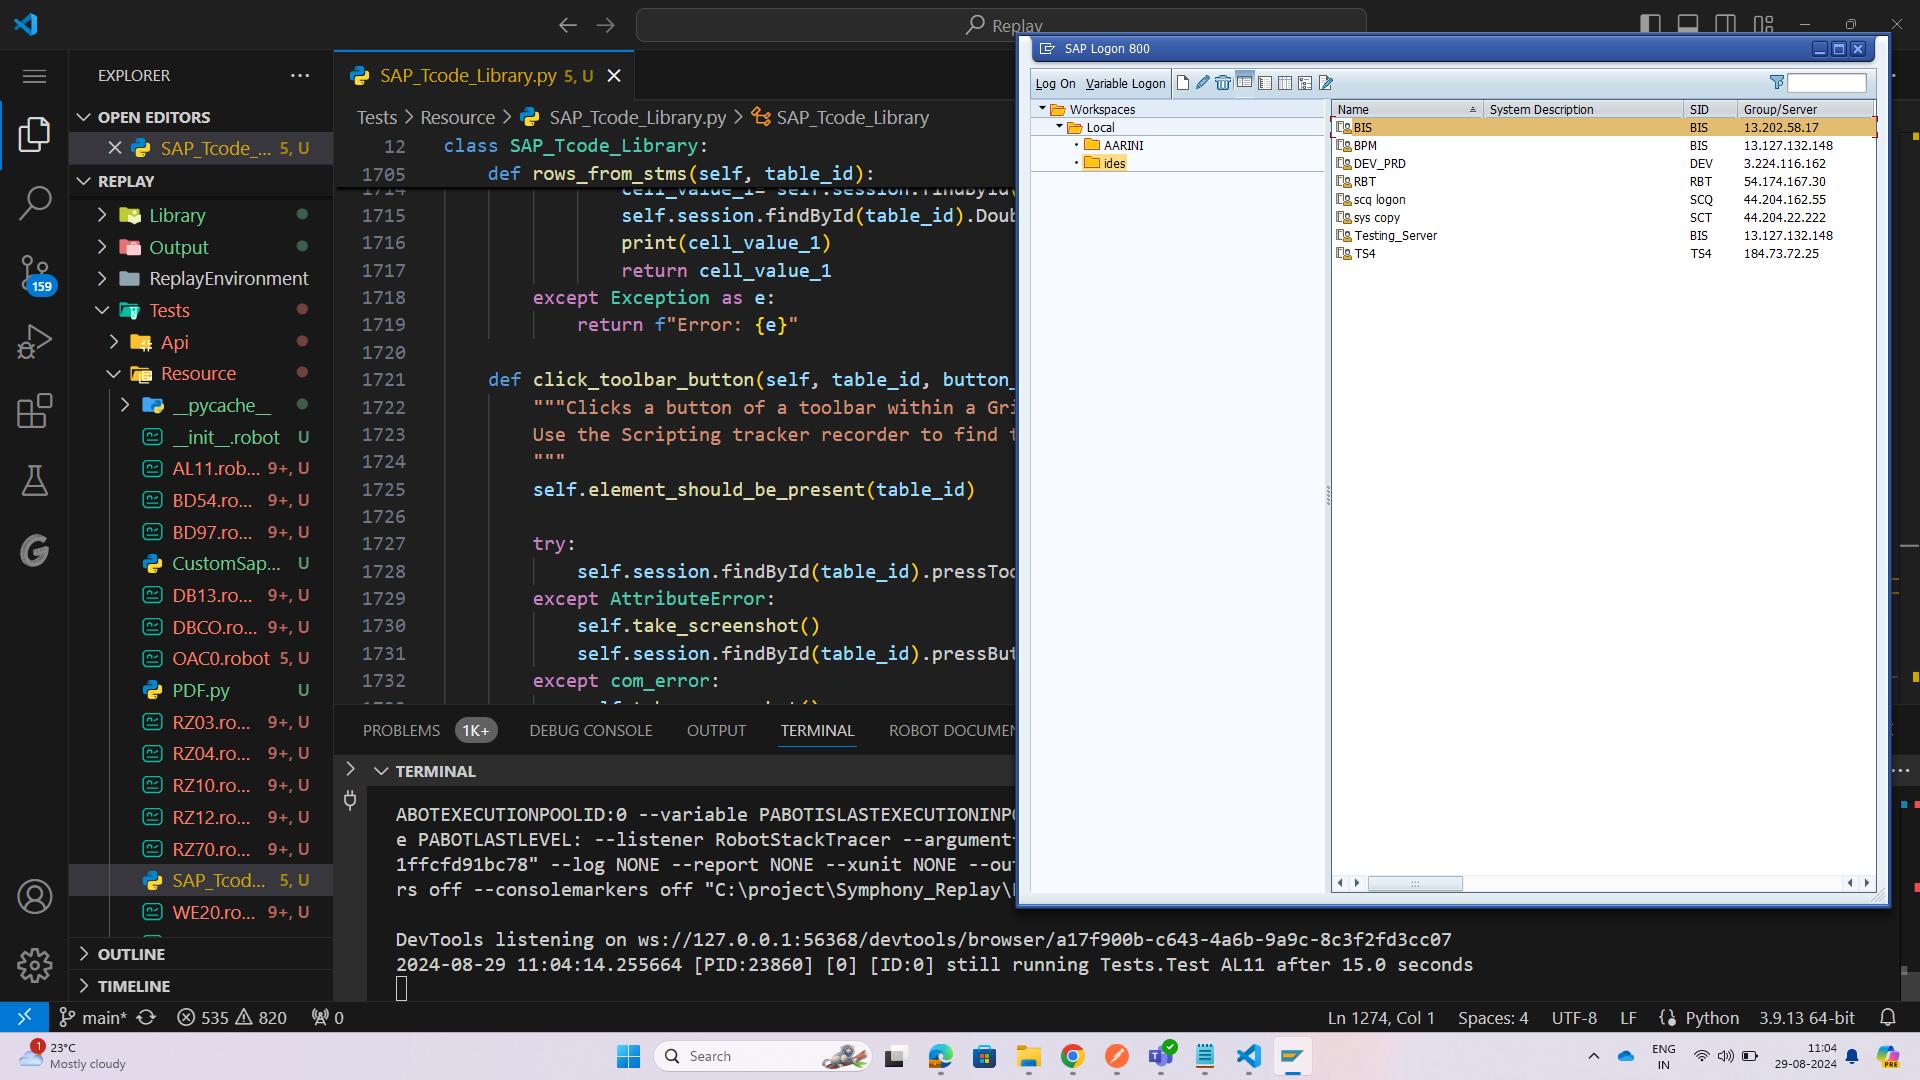 Replay
EXPLORER
OPEN EDITORS
SAP_Tcode_... 5, U
REPLAY
Library
Output
ReplayEnvironment
Tests
Api
Resource
__pycache__
__init__.robot U
AL11.rob... 9+, U
BD54.ro... 9+, U
BD97.ro... 9+, U
CustomSap... U
DB13.ro... 9+, U
DBCO.ro... 9+, U
OAC0.robot 5, U
PDF.py U
RZ03.ro... 9+, U
RZ04.ro... 9+, U
RZ10.ro... 9+, U
RZ12.ro... 9+, U
RZ70.ro... 9+, U
SAP_Tcod... 5, U
WE20.ro... 9+, U
OUTLINE
TIMELINE
159
SAP_Tcode_Library.py 5, U
Tests > Resource > SAP_Tcode_Library.py > SAP_Tcode_Library
12 class SAP_Tcode_Library:
1705 def rows_from_stms(self, table_id):
1714 cell_value_1= self.session.findById(
1715 self.session.findById(table_id).Dou
1716 print(cell_value_1)
1717 return cell_value_1
1718 except Exception as e:
1719 return f"Error: {e}"
1720
1721 def click_toolbar_button(self, table_id, button_
1722 """Clicks a button of a toolbar within a Gri
1723 Use the Scripting tracker recorder to find t
1724 """
1725 self.element_should_be_present(table_id)
1726
1727 try:
1728 self.session.findById(table_id).pressToo
1729 except AttributeError:
1730 self.take_screenshot()
1731 self.session.findById(table_id).pressBut
1732 except com_error:
PROBLEMS 1K+ DEBUG CONSOLE OUTPUT TERMINAL ROBOT DOCUMEN
TERMINAL
ABOTEXECUTIONPOOLID:0 --variable PABOTISLASTEXECUTIONINPO
e PABOTLASTLEVEL: --listener RobotStackTracer --argument
1ffcfd91bc78" --log NONE --report NONE --xunit NONE --ou
rs off --consolemarkers off "C:\project\Symphony_Replay\
DevTools listening on ws://127.0.0.1:56368/devtools/browser/a17f900b-c643-4a6b-9a9c-8c3f2fd3cc07
2024-08-29 11:04:14.255664 [PID:23860] [0] [ID:0] still running Tests.Test AL11 after 15.0 seconds
SAP Logon 800
Log On Variable Logon
Workspaces
Local
AARINI
ides
Name System Description SID Group/Server
BIS BIS 13.202.58.17
BPM BIS 13.127.132.148
DEV_PRD DEV 3.224.116.162
RBT RBT 54.174.167.30
scq logon SCQ 44.204.162.55
sys copy SCT 44.204.22.222
Testing_Server BIS 13.127.132.148
TS4 TS4 184.73.72.25
main* 535 820 0 Ln 1274, Col 1 Spaces: 4 UTF-8 LF Python 3.9.13 64-bit
1 23°C
Mostly cloudy
Search
ENG
IN
11:04
29-08-2024
PRE